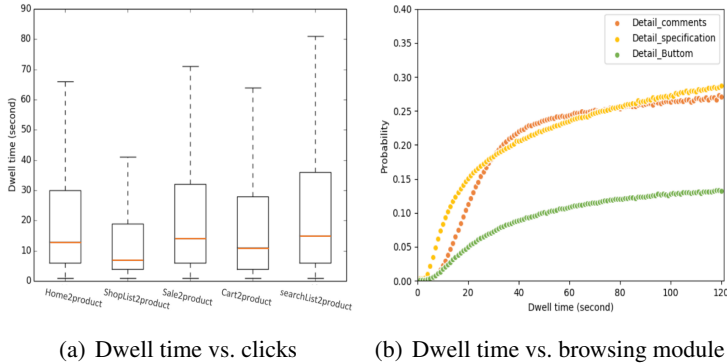 90
80
70
60
50
40
30
20
10
0
Dwell time (second)
Home2product
ShopList2product
Sale2product
Cart2product
searchList2product
(a) Dwell time vs. clicks
0.40
0.35
0.30
0.25
0.20
0.15
0.10
0.05
0.00
Probability
Detail_comments
Detail_specification
Detail_Buttom
0 20 40 60 80 100 120
Dwell time (second)
(b) Dwell time vs. browsing module